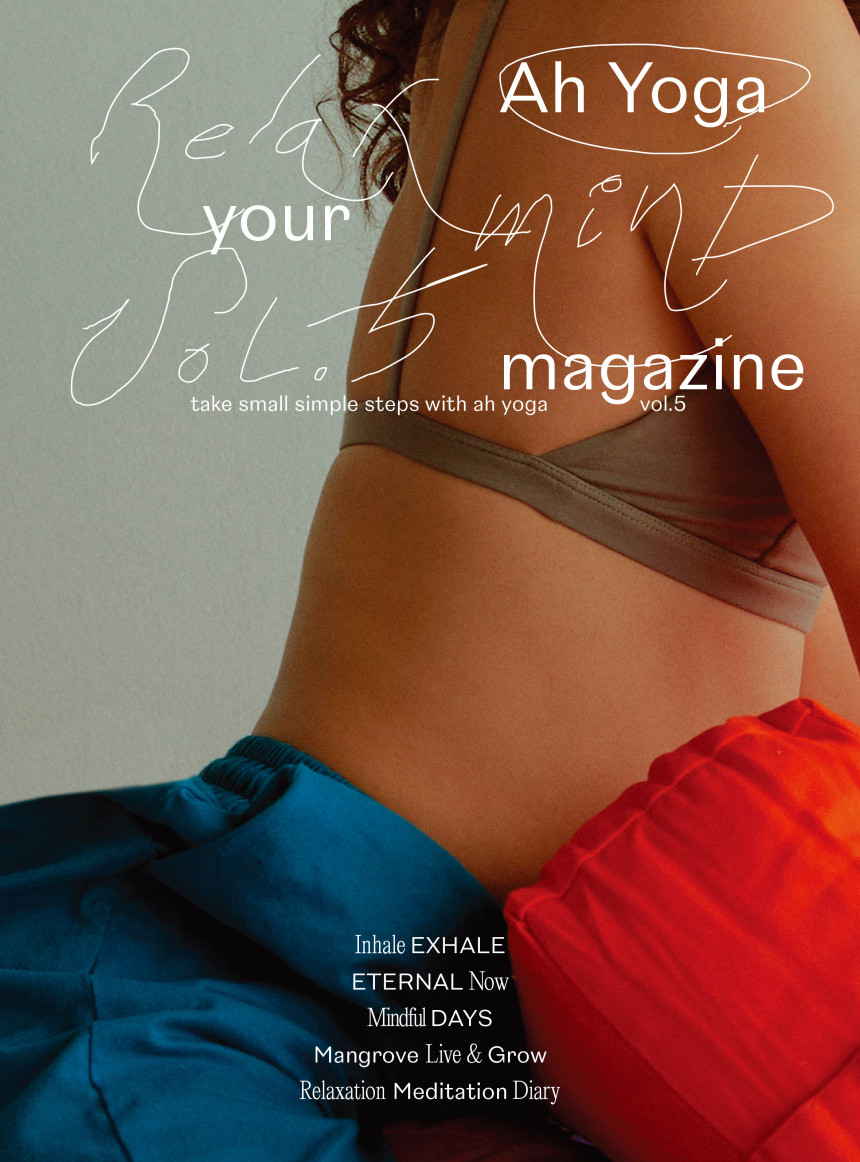 Ah Yoga
Relax
your
mind
Vol.5
magazine
take small simple steps with ah yoga
vol.5
Inhale EXHALE
ETERNAL Now
Mindful DAYS
Mangrove Live & Grow
Relaxation Meditation Diary